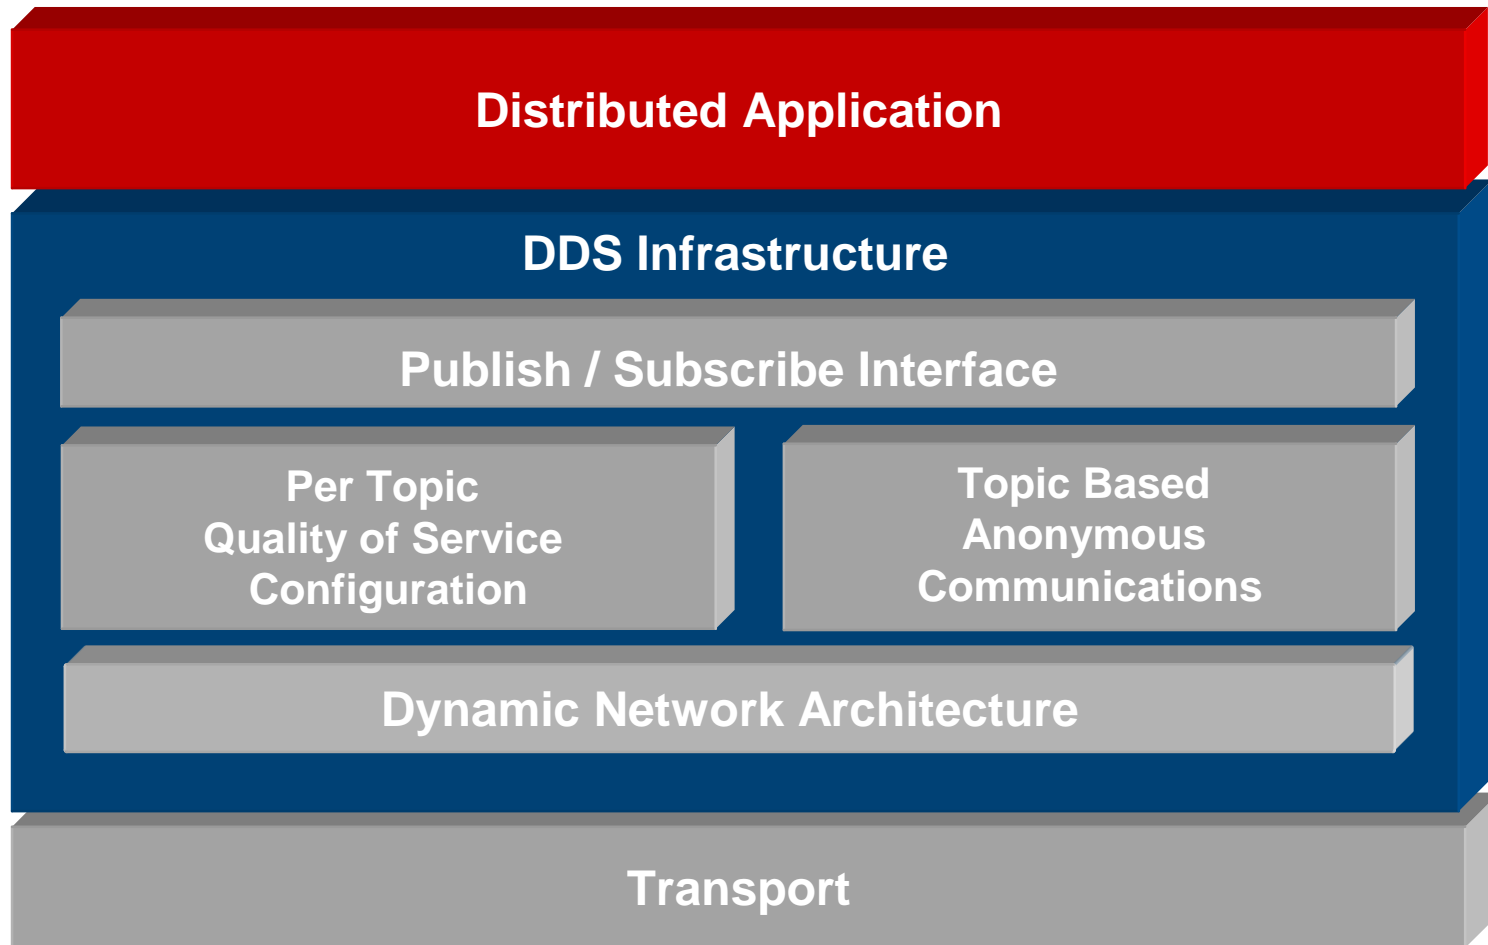 Distributed Application
DDS Infrastructure
Publish / Subscribe Interface
Per Topic
Quality of Service
Configuration
Topic Based
Anonymous
Communications
Dynamic Network Architecture
Transport